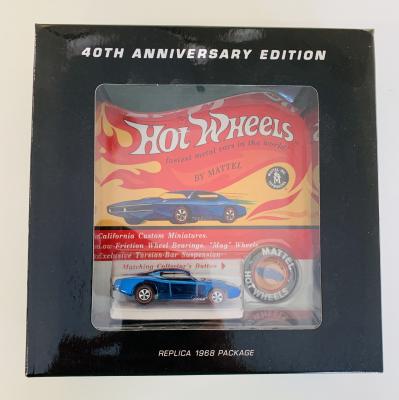 40TH ANNIVERSARY EDITION
HOT WHEELS
fastest metal cars in the world!
BY MATTEL
California Custom Miniatures.
Low-Friction Wheel Bearings, "Mag" Wheels
Exclusive Torsion-Bar Suspension
Matching Collector's Button
MATTEL
HOT WHEELS
REPLICA 1968 PACKAGE